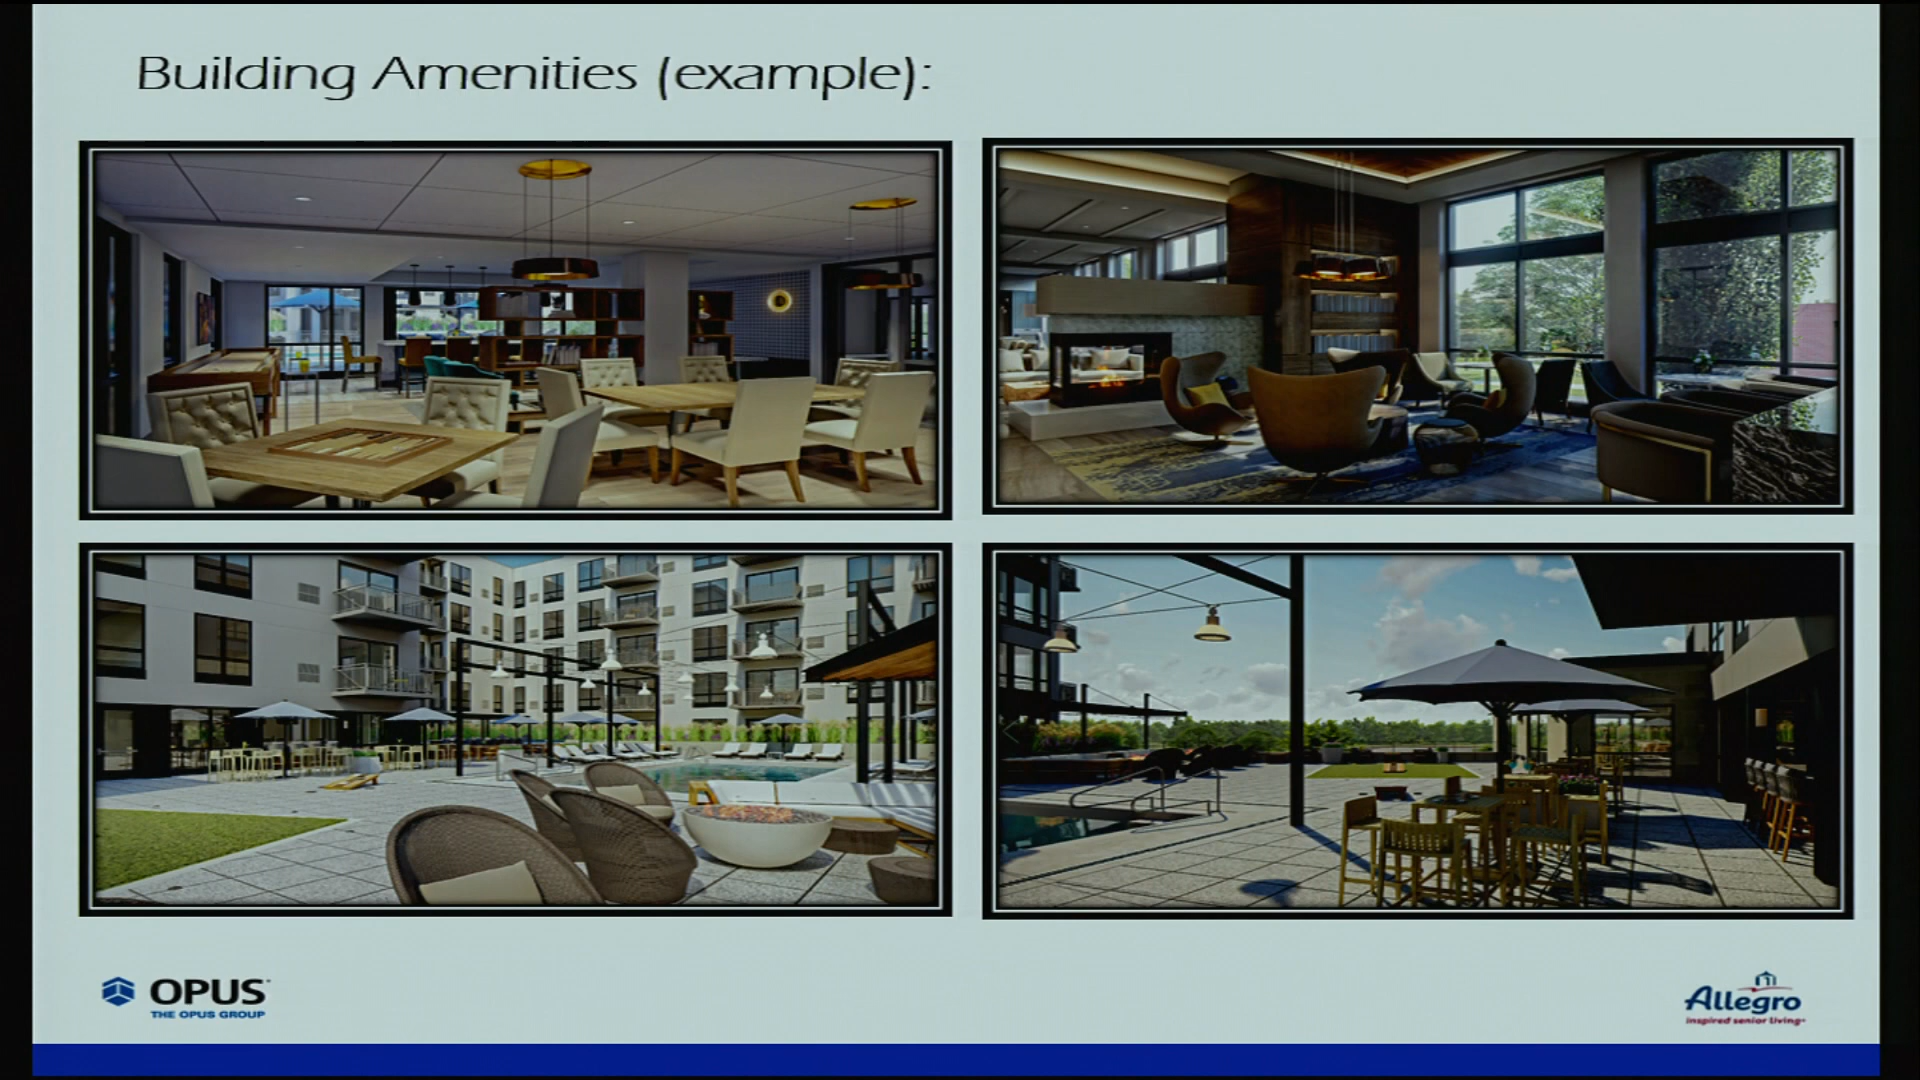 Building Amenities (example):
OPUS
THE OPUS GROUP
Allegro
inspired senior living